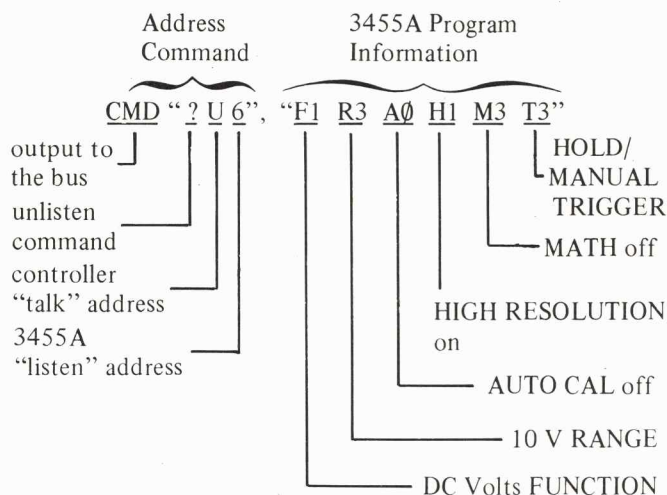 Address Command
3455A Program Information
CMD “? U 6”, “F1 R3 AØ H1 M3 T3”
output to the bus
unlisten command
controller “talk” address
3455A “listen” address
HOLD/ MANUAL TRIGGER
MATH off
HIGH RESOLUTION on
AUTO CAL off
10 V RANGE
DC Volts FUNCTION